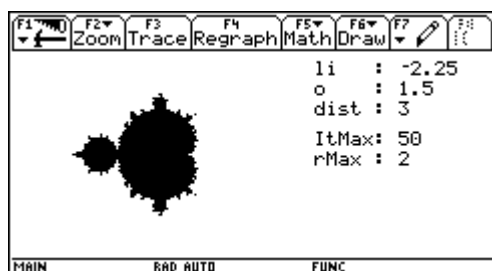 F1 F2 F3 F4 F5 F6 F7
Zoom Trace Regraph Math Draw
li : -2.25
o : 1.5
dist : 3
ItMax: 50
rMax : 2
MAIN RAD AUTO FUNC